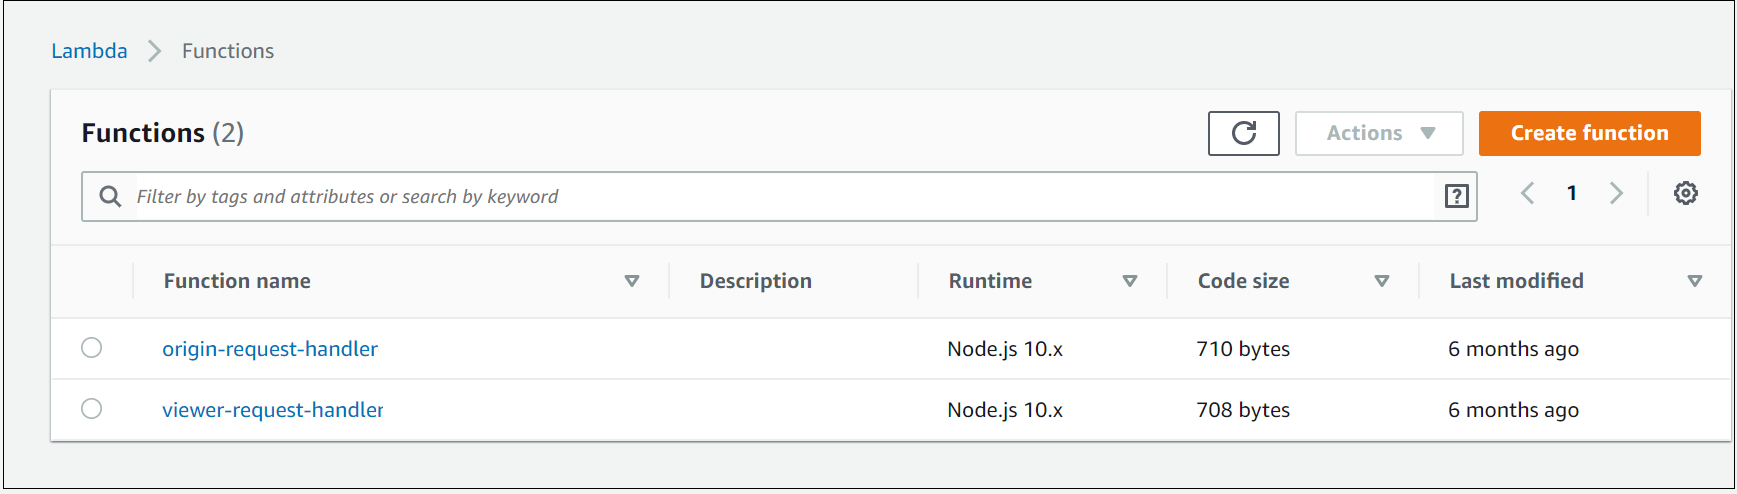 Lambda Functions
Functions (2) Actions Create function
Filter by tags and attributes or search by keyword ? 1
Function name Description Runtime Code size Last modified
origin-request-handler Node.js 10.x 710 bytes 6 months ago
viewer-request-handler Node.js 10.x 708 bytes 6 months ago